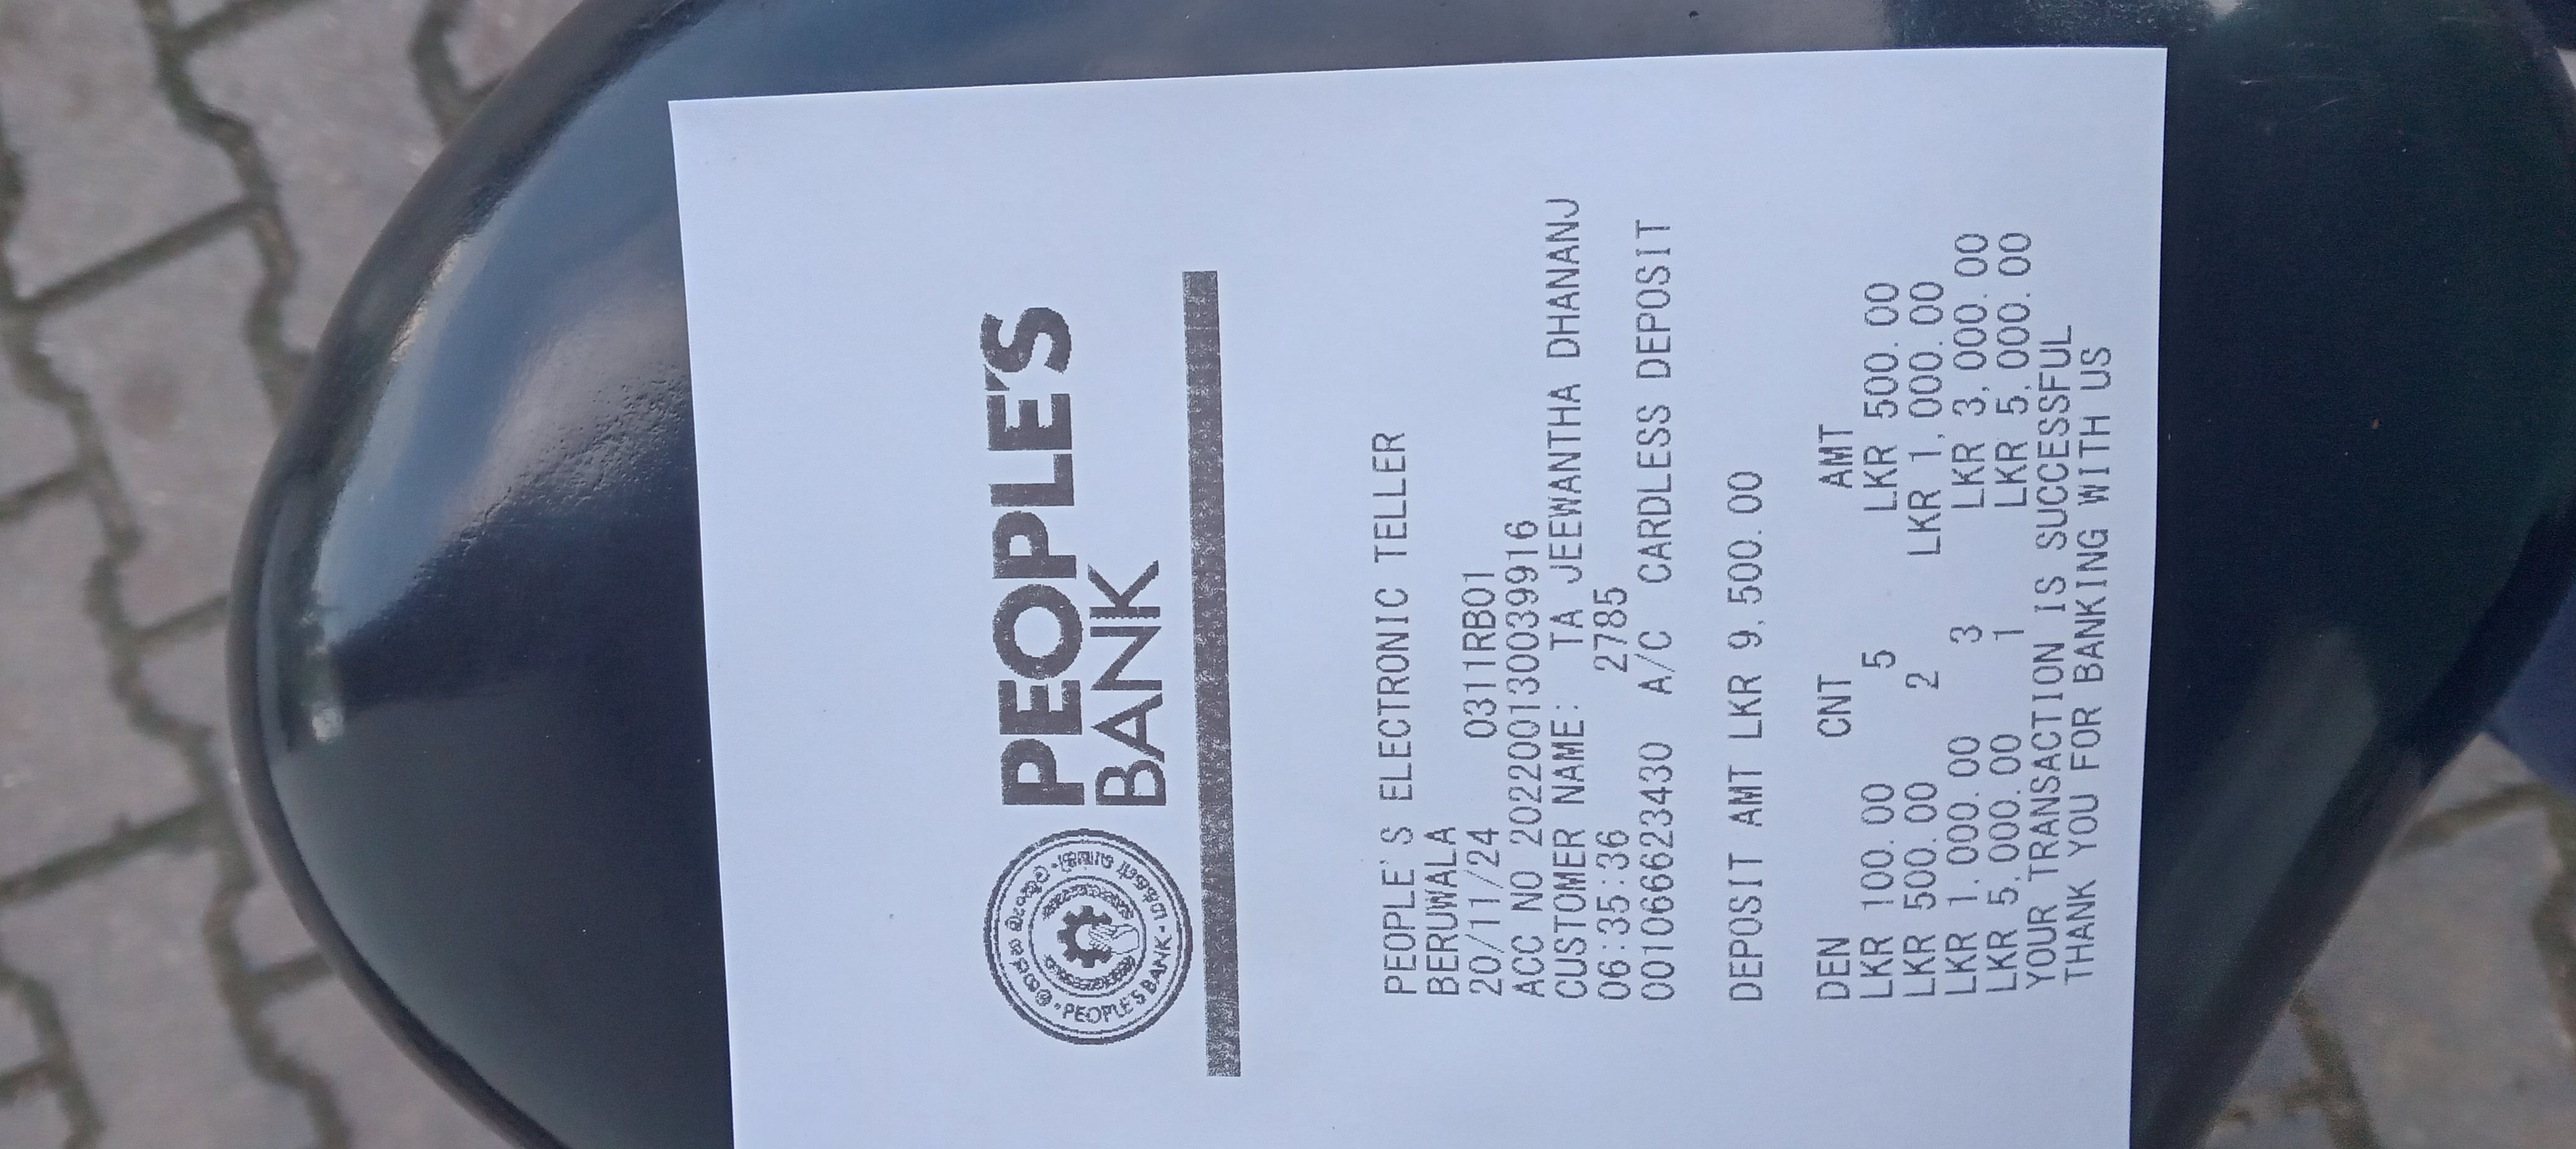 PEOPLE'S
BANK
PEOPLE'S BANK
PEOPLE'S ELECTRONIC TELLER
BERUWALA
20/11/24 0311RB01
ACC NO 202200130039916
CUSTOMER NAME: TA JEEWANTHA DHANANJ
06:35:36 2785
001066623430 A/C CARDLESS DEPOSIT
DEPOSIT AMT LKR 9,500.00
DEN CNT AMT
LKR 100.00 5 LKR 500.00
LKR 500.00 2 LKR 1,000.00
LKR 1,000.00 3 LKR 3,000.00
LKR 5,000.00 1 LKR 5,000.00
YOUR TRANSACTION IS SUCCESSFUL
THANK YOU FOR BANKING WITH US